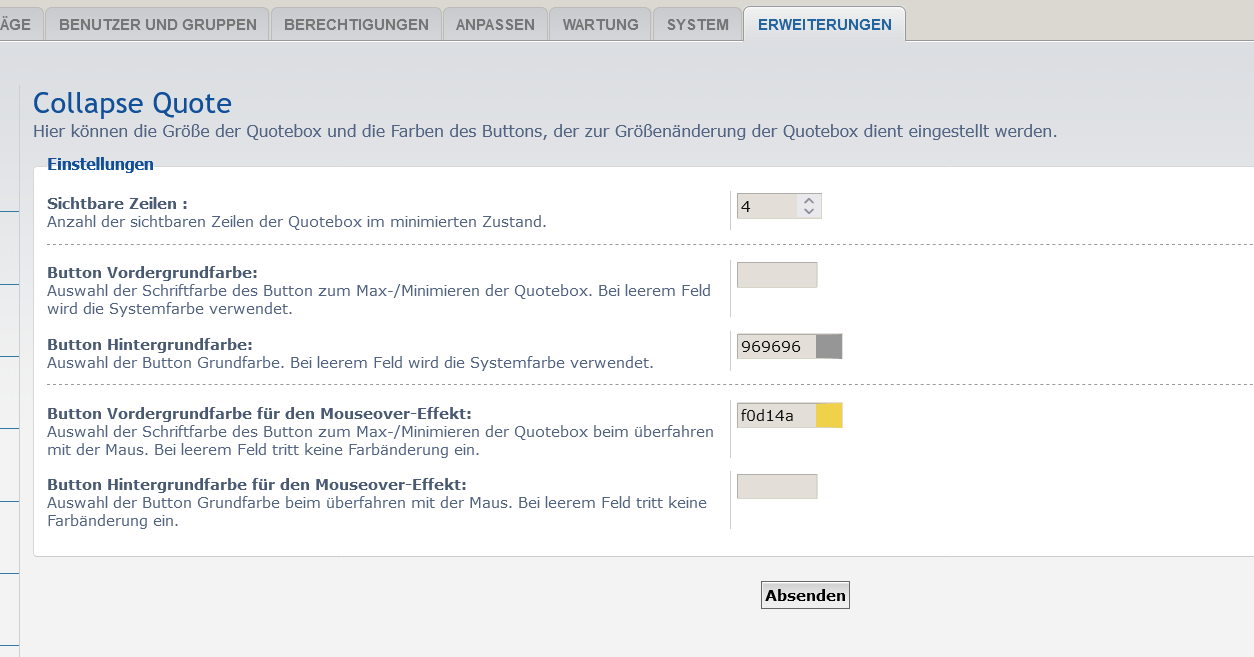 ÄGE BENUTZER UND GRUPPEN BERECHTIGUNGEN ANPASSEN WARTUNG SYSTEM ERWEITERUNGEN
Collapse Quote
Hier können die Größe der Quotebox und die Farben des Buttons, der zur Größenänderung der Quotebox dient eingestellt werden.
Einstellungen
Sichtbare Zeilen :
Anzahl der sichtbaren Zeilen der Quotebox im minimierten Zustand.
4
Button Vordergrundfarbe:
Auswahl der Schriftfarbe des Button zum Max-/Minimieren der Quotebox. Bei leerem Feld
wird die Systemfarbe verwendet.
Button Hintergrundfarbe:
Auswahl der Button Grundfarbe. Bei leerem Feld wird die Systemfarbe verwendet.
969696
Button Vordergrundfarbe für den Mouseover-Effekt:
Auswahl der Schriftfarbe des Button zum Max-/Minimieren der Quotebox beim überfahren
mit der Maus. Bei leerem Feld tritt keine Farbänderung ein.
f0d14a
Button Hintergrundfarbe für den Mouseover-Effekt:
Auswahl der Button Grundfarbe beim überfahren mit der Maus. Bei leerem Feld tritt keine
Farbänderung ein.
Absenden